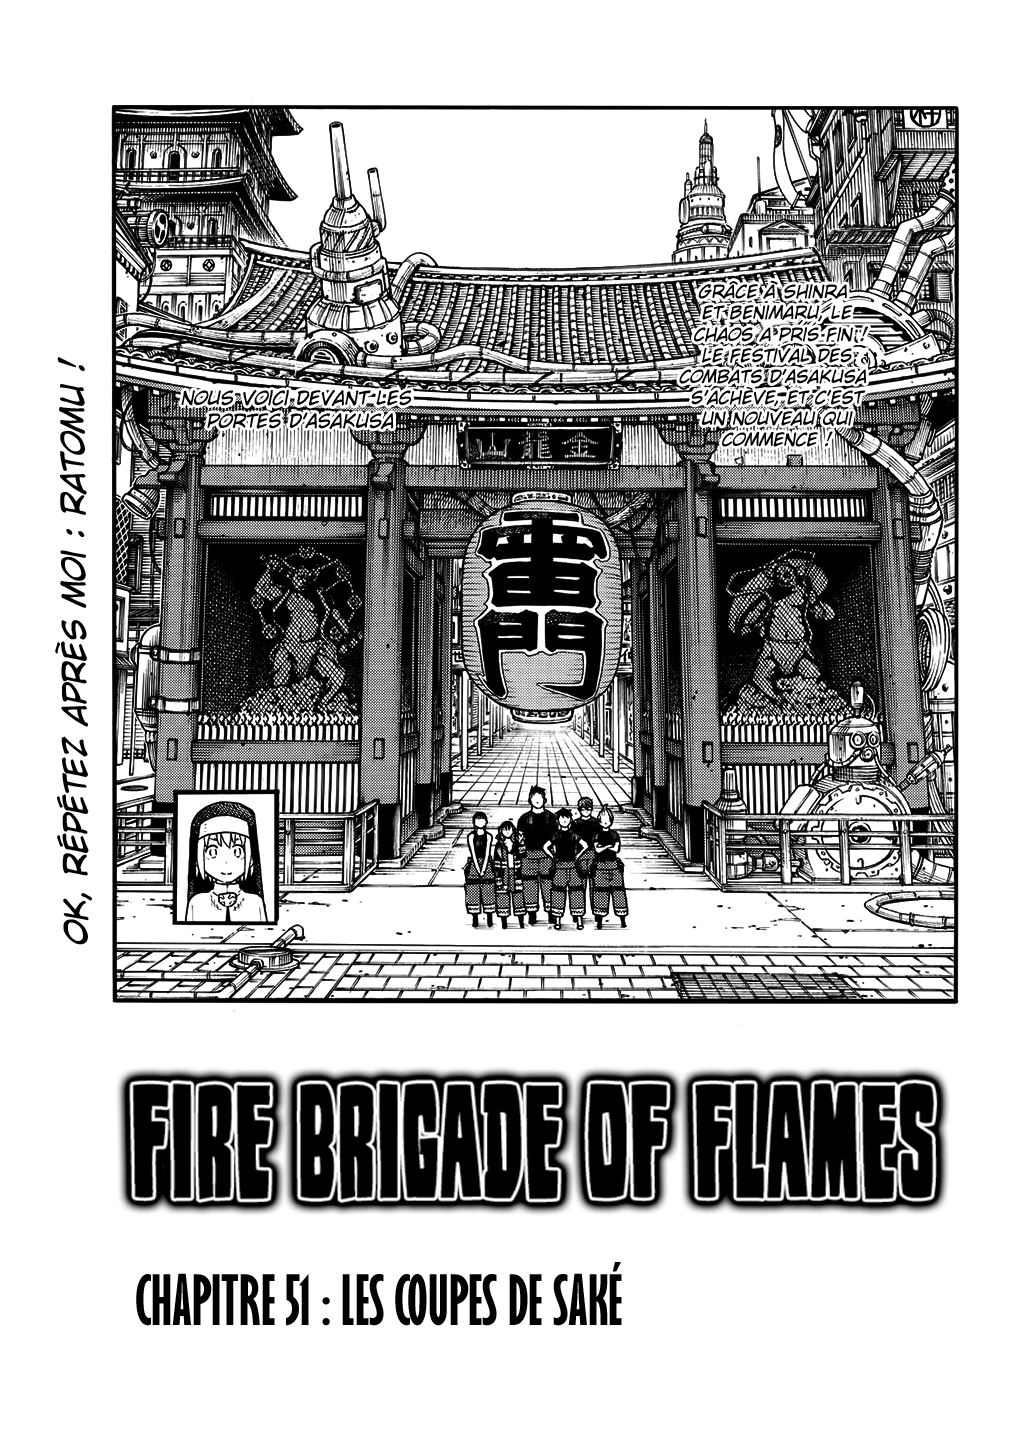 GRÂCE À SHINRA
ET BENIMARU, LE
CHAOS A PRIS FIN !
LE FESTIVAL DES
COMBATS D'ASAKUSA
S'ACHÈVE, ET C'EST
UN NOUVEAU QUI
COMMENCE !
NOUS VOICI DEVANT LES
PORTES D'ASAKUSA
山龍金
雷門
OK, RÉPÉTEZ APRÈS MOI : RATOMU !
FIRE BRIGADE OF FLAMES
CHAPITRE 51 : LES COUPES DE SAKÉ